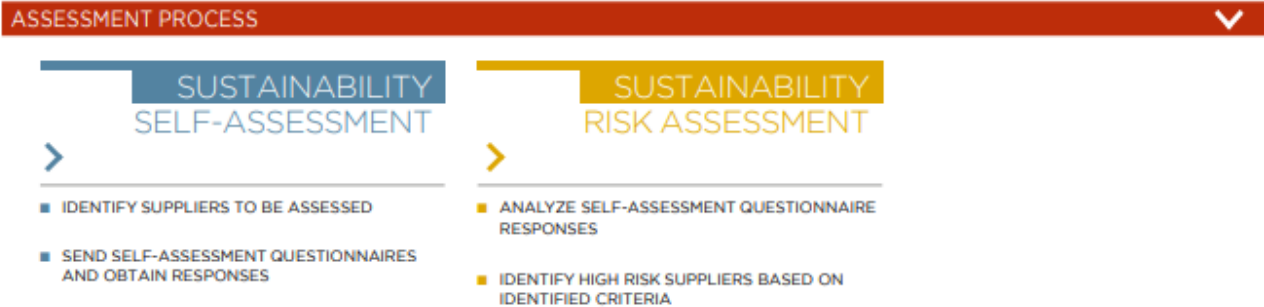 ASSESSMENT PROCESS
SUSTAINABILITY
SELF-ASSESSMENT
IDENTIFY SUPPLIERS TO BE ASSESSED
SEND SELF-ASSESSMENT QUESTIONNAIRES
AND OBTAIN RESPONSES
SUSTAINABILITY
RISK ASSESSMENT
ANALYZE SELF-ASSESSMENT QUESTIONNAIRE
RESPONSES
IDENTIFY HIGH RISK SUPPLIERS BASED ON
IDENTIFIED CRITERIA